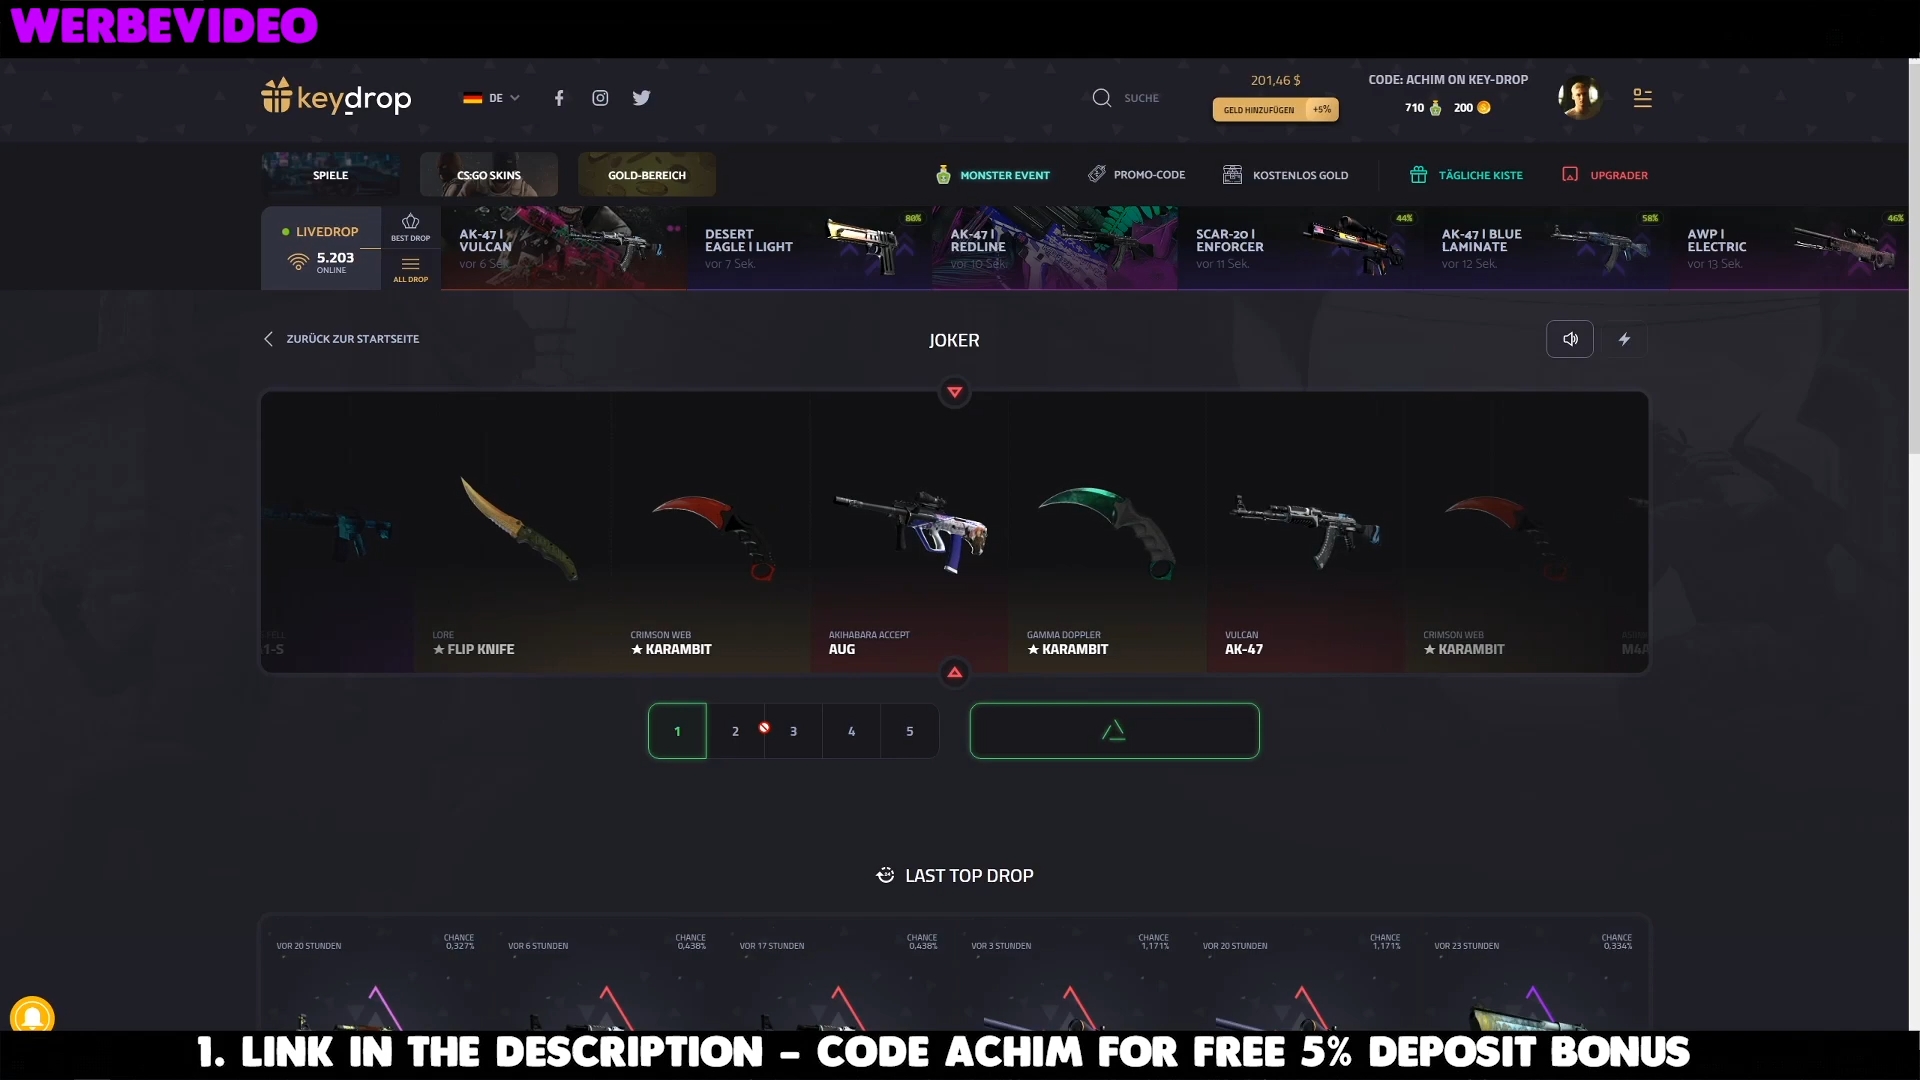 WERBEVIDEO
keydrop
DE
SUCHE
201,46 $
GELD HINZUFÜGEN +5%
CODE: ACHIM ON KEY-DROP
710 200
SPIELE
CS:GO SKINS
GOLD-BEREICH
MONSTER EVENT
PROMO-CODE
KOSTENLOS GOLD
TÄGLICHE KISTE
UPGRADER
LIVEDROP
5.203
ONLINE
BEST DROP
ALL DROP
AK-47 |
VULCAN
vor 6 Sek.
DESERT
EAGLE | LIGHT
vor 7 Sek.
80%
AK-47 |
REDLINE
vor 10 Sek.
SCAR-20 |
ENFORCER
vor 11 Sek.
44%
AK-47 | BLUE
LAMINATE
vor 12 Sek.
58%
AWP |
ELECTRIC
vor 13 Sek.
46%
ZURÜCK ZUR STARTSEITE
JOKER
LORE
★ FLIP KNIFE
CRIMSON WEB
★ KARAMBIT
AKIHABARA ACCEPT
AUG
GAMMA DOPPLER
★ KARAMBIT
VULCAN
AK-47
CRIMSON WEB
★ KARAMBIT
1 2 3 4 5
LAST TOP DROP
VOR 20 STUNDEN
CHANCE
0,327%
VOR 6 STUNDEN
CHANCE
0,438%
VOR 17 STUNDEN
CHANCE
0,438%
VOR 3 STUNDEN
CHANCE
1,171%
VOR 20 STUNDEN
CHANCE
1,171%
VOR 23 STUNDEN
CHANCE
0,334%
1. LINK IN THE DESCRIPTION – CODE ACHIM FOR FREE 5% DEPOSIT BONUS